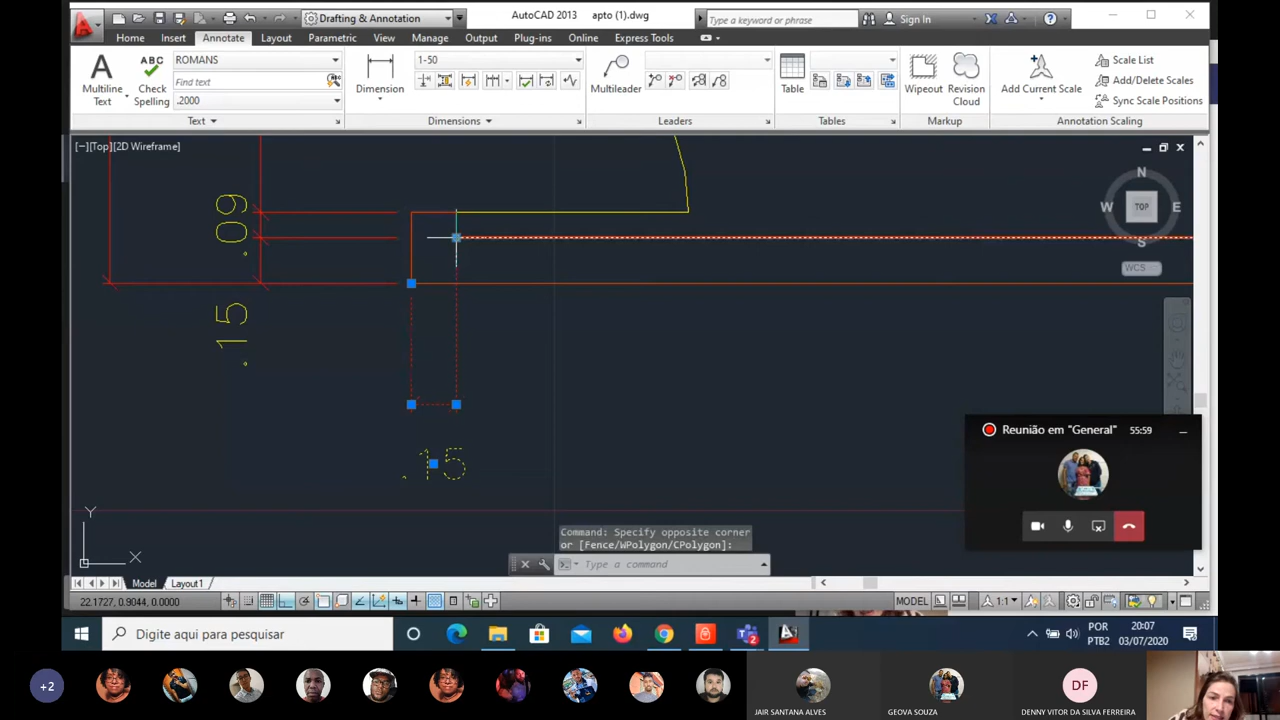 AutoCAD 2013 apto (1).dwg
Drafting & Annotation
Type a keyword or phrase
Sign In
Home Insert Annotate Layout Parametric View Manage Output Plug-ins Online Express Tools
ROMANS
Find text
.2000
Multiline
Text
ABC
Check
Spelling
Text
1-50
Dimension
Dimensions
Multileader
Leaders
Table
Tables
Wipeout
Revision
Cloud
Markup
Add Current Scale
Scale List
Add/Delete Scales
Sync Scale Positions
Annotation Scaling
[−][Top][2D Wireframe]
N
W TOP E
S
WCS
.09
.15
.15
Reunião em "General" 55:59
Y
X
Command: Specify opposite corner
or [Fence/WPolygon/CPolygon]:
Type a command
Model Layout1
22.1727, 0.9044, 0.0000
MODEL
1:1
Digite aqui para pesquisar
POR
PTB2
20:07
03/07/2020
+2
JAIR SANTANA ALVES
GEOVA SOUZA
DF
DENNY VITOR DA SILVA FERREIRA